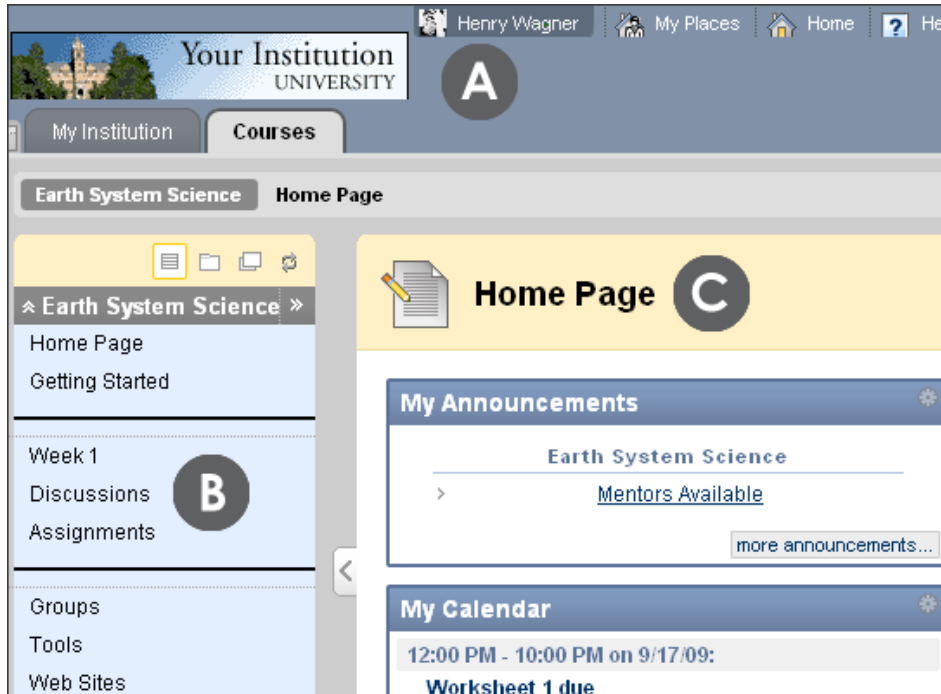 Henry Wagner My Places Home ? He
Your Institution
UNIVERSITY
A
My Institution Courses
Earth System Science Home Page
Earth System Science
Home Page
Getting Started
Week 1
Discussions
Assignments
B
Groups
Tools
Web Sites
Home Page C
My Announcements
Earth System Science
Mentors Available
more announcements...
My Calendar
12:00 PM - 10:00 PM on 9/17/09:
Worksheet 1 due